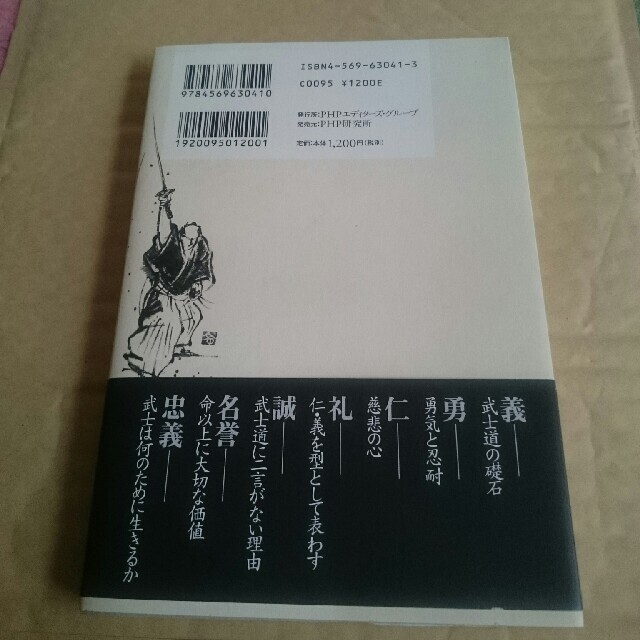 ISBN4-569-63041-3
C0095 ¥1200E
9784569630410
発行所:PHPエディターズ・グループ
発売元:PHP研究所
1920095012001
定価:本体1,200円(税別)
義──
武士道の礎石
勇──
勇気と忍耐
仁──
慈悲の心
礼──
仁・義を型として表わす
誠──
武士道に二言がない理由
名誉──
命以上に大切な価値
忠義──
武士は何のために生きるか